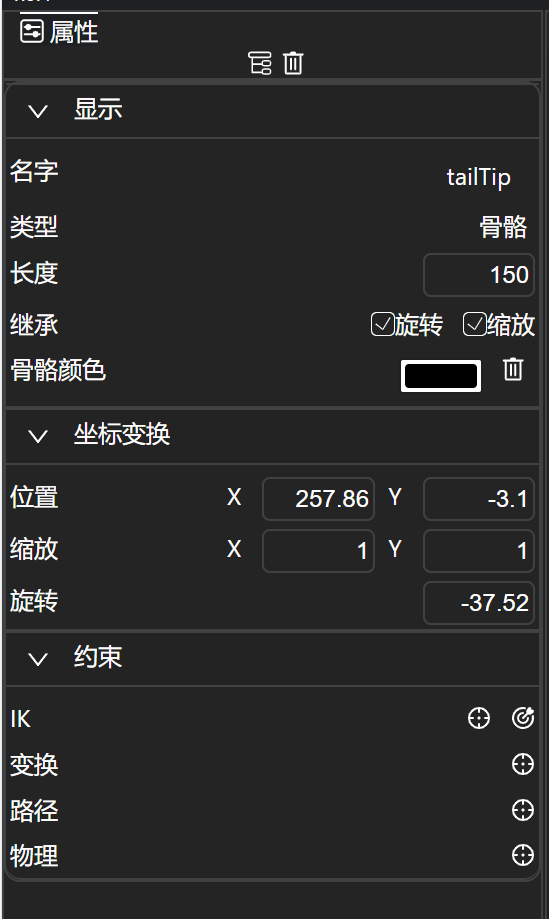 属性
显示
名字 tailTip
类型 骨骼
长度 150
继承 旋转 缩放
骨骼颜色
坐标变换
位置 X 257.86 Y -3.1
缩放 X 1 Y 1
旋转 -37.52
约束
IK
变换
路径
物理